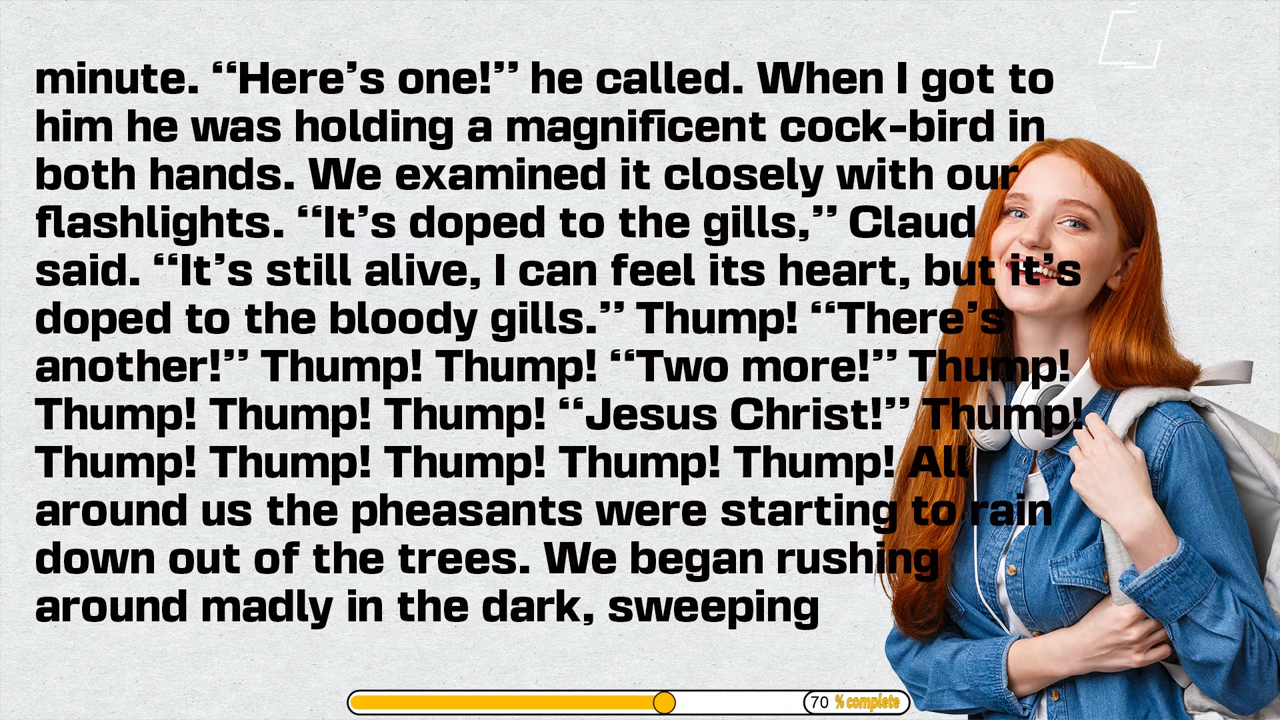 minute. “Here’s one!” he called. When I got to
him he was holding a magnificent cock-bird in
both hands. We examined it closely with our
flashlights. “It’s doped to the gills,” Claud
said. “It’s still alive, I can feel its heart, but it’s
doped to the bloody gills.” Thump! “There’s
another!” Thump! Thump! “Two more!” Thump!
Thump! Thump! Thump! “Jesus Christ!” Thump!
Thump! Thump! Thump! Thump! Thump! All
around us the pheasants were starting to rain
down out of the trees. We began rushing
around madly in the dark, sweeping
70 % complete